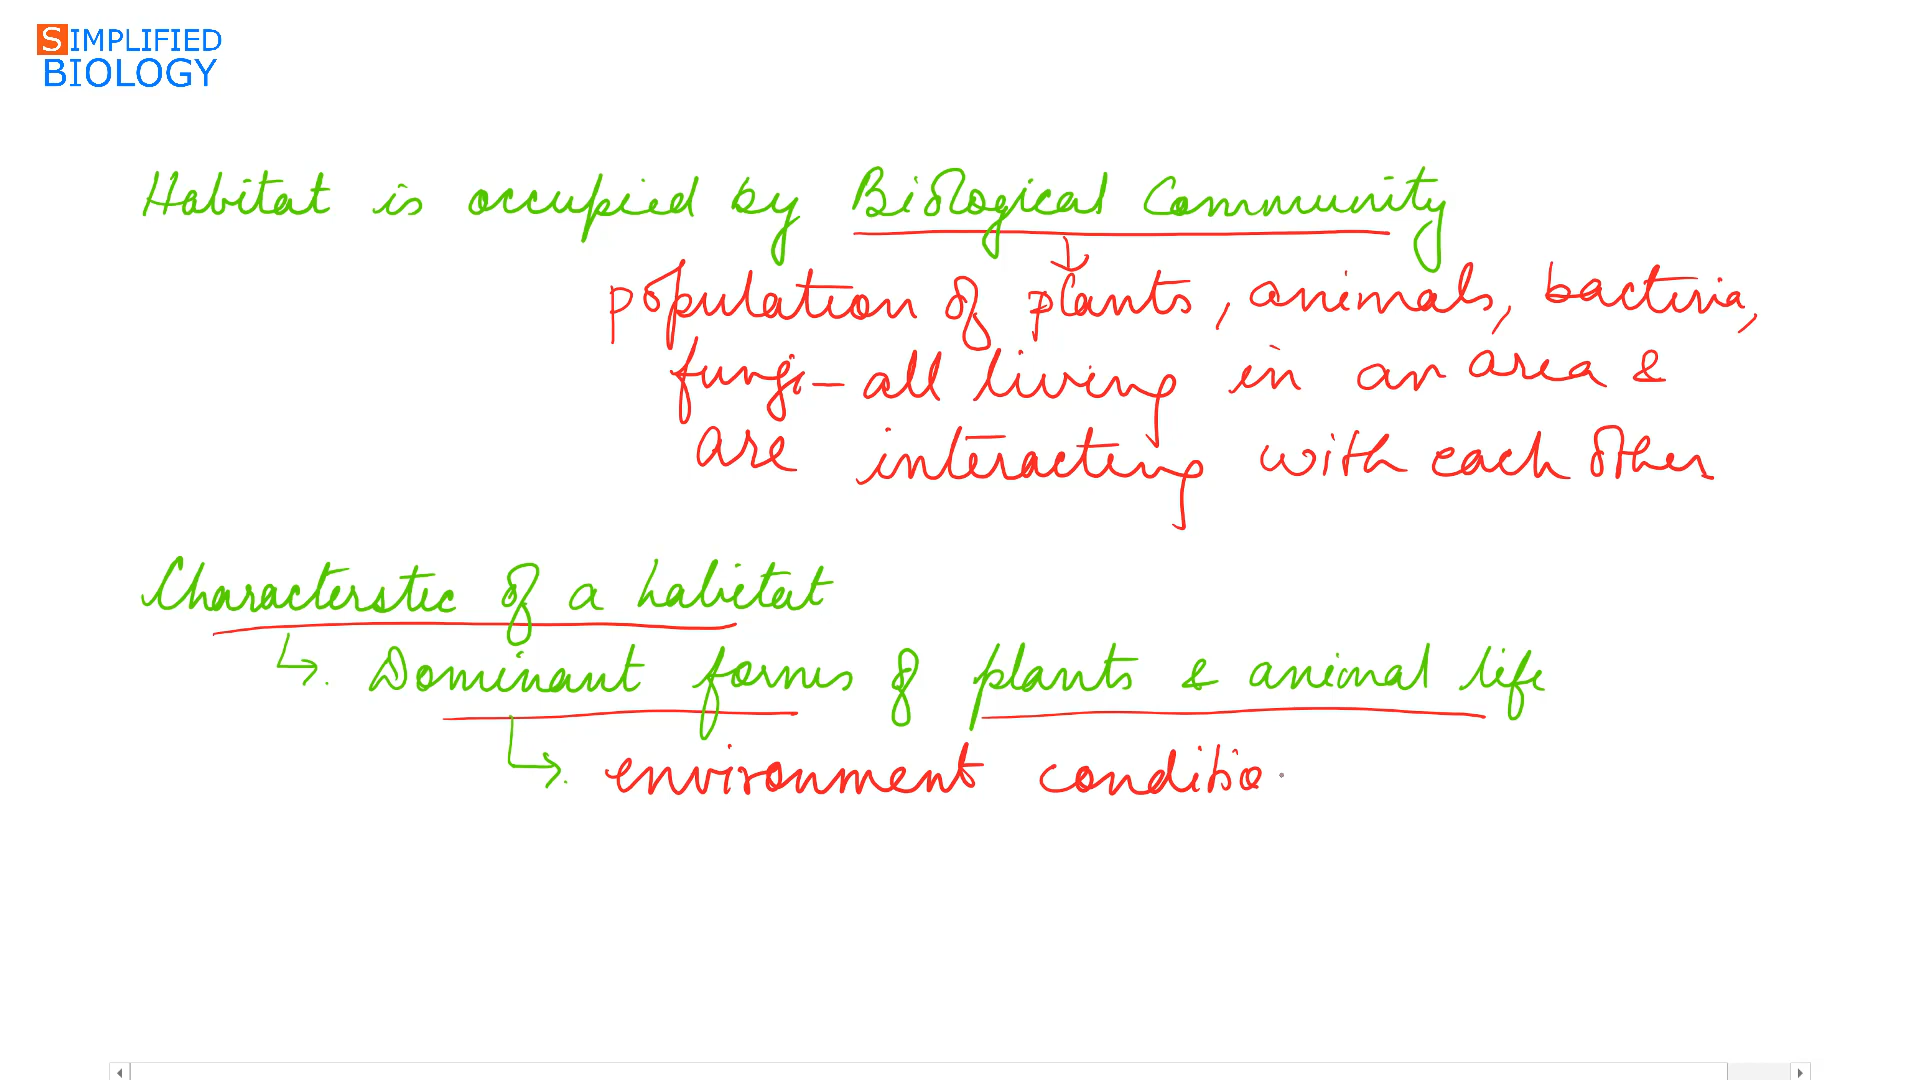 SIMPLIFIED
BIOLOGY
Habitat is occupied by Biological Community
population of plants, animals, bacteria,
fungi - all living in an area &
are interacting with each other
Characterstic of a habitat
Dominant forms of plants & animal life
environment conditio